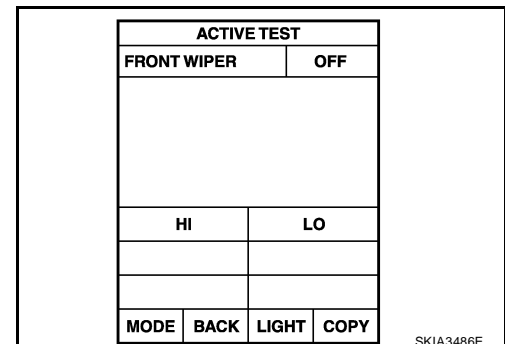 ACTIVE TEST
FRONT WIPER OFF
HI LO
MODE BACK LIGHT COPY
SKIA3486E